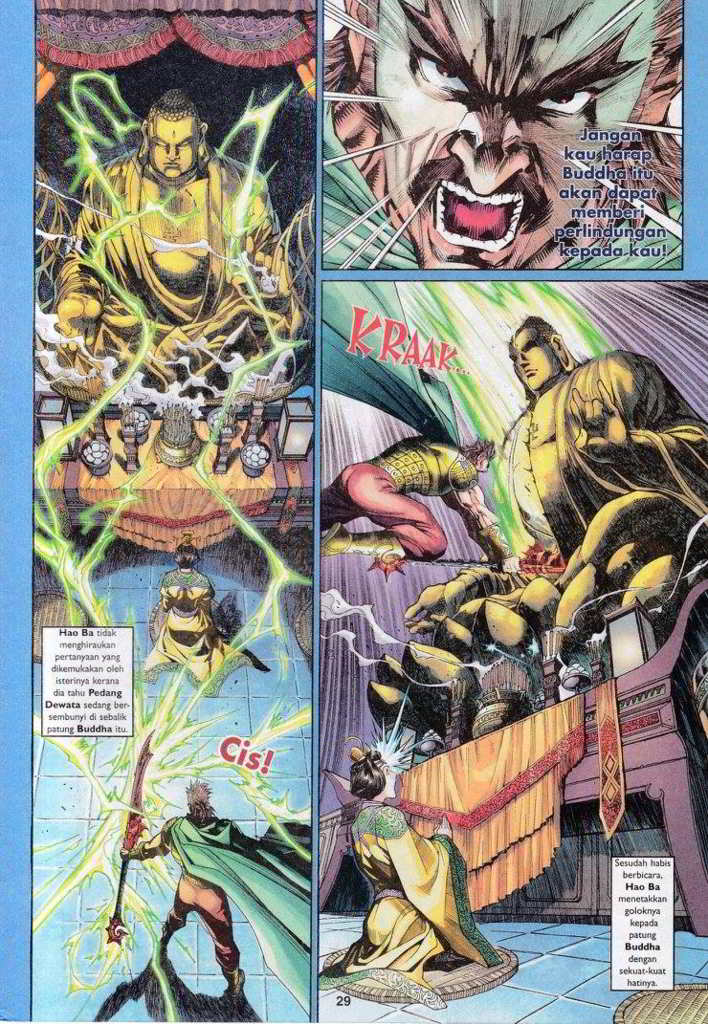 Hao Ba tidak
menghiraukan
pertanyaan yang
dikemukakan oleh
isterinya kerana
dia tahu Pedang
Dewata sedang ber-
sembunyi di sebalik
patung Buddha itu.
Cis!
Jangan
kau harap
Buddha itu
akan dapat
memberi
perlindungan
kepada kau!
KRAAK...
Sesudah habis
berbicara,
Hao Ba
menetakkan
goloknya
kepada
patung
Buddha
dengan
sekuat-kuat
hatinya.
29